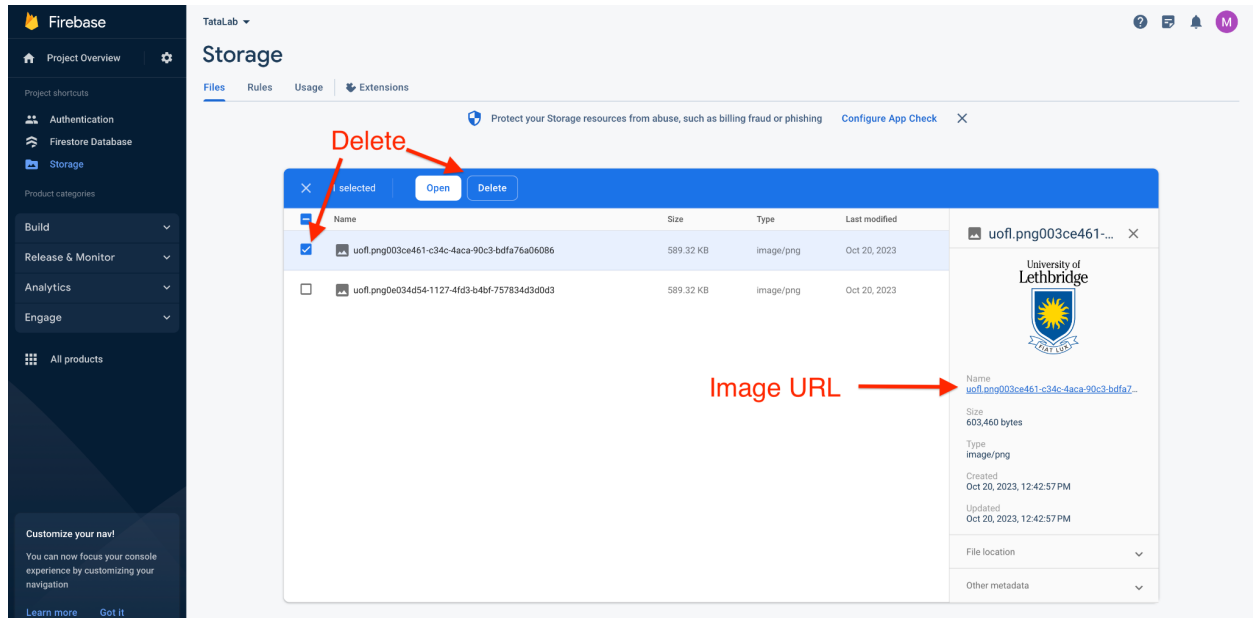 Firebase
TataLab
M
Project Overview
Storage
Project shortcuts
Files Rules Usage Extensions
Authentication
Protect your Storage resources from abuse, such as billing fraud or phishing Configure App Check
Firestore Database
Delete
Storage
Product categories
selected Open Delete
Build
Name Size Type Last modified
uofl.png003ce461-...
uofl.png003ce461-c34c-4aca-90c3-bdfa76a06086 589.32 KB image/png Oct 20, 2023
Release & Monitor
University of
Lethbridge
Analytics
uofl.png0e034d54-1127-4fd3-b4bf-757834d3d0d3 589.32 KB image/png Oct 20, 2023
Engage
FIAT LUX
All products
Image URL
Name
uofl.png003ce461-c34c-4aca-90c3-bdfa7...
Size
603,460 bytes
Type
image/png
Created
Oct 20, 2023, 12:42:57 PM
Updated
Oct 20, 2023, 12:42:57 PM
Customize your nav!
You can now focus your console
experience by customizing your
navigation
File location
Other metadata
Learn more Got it